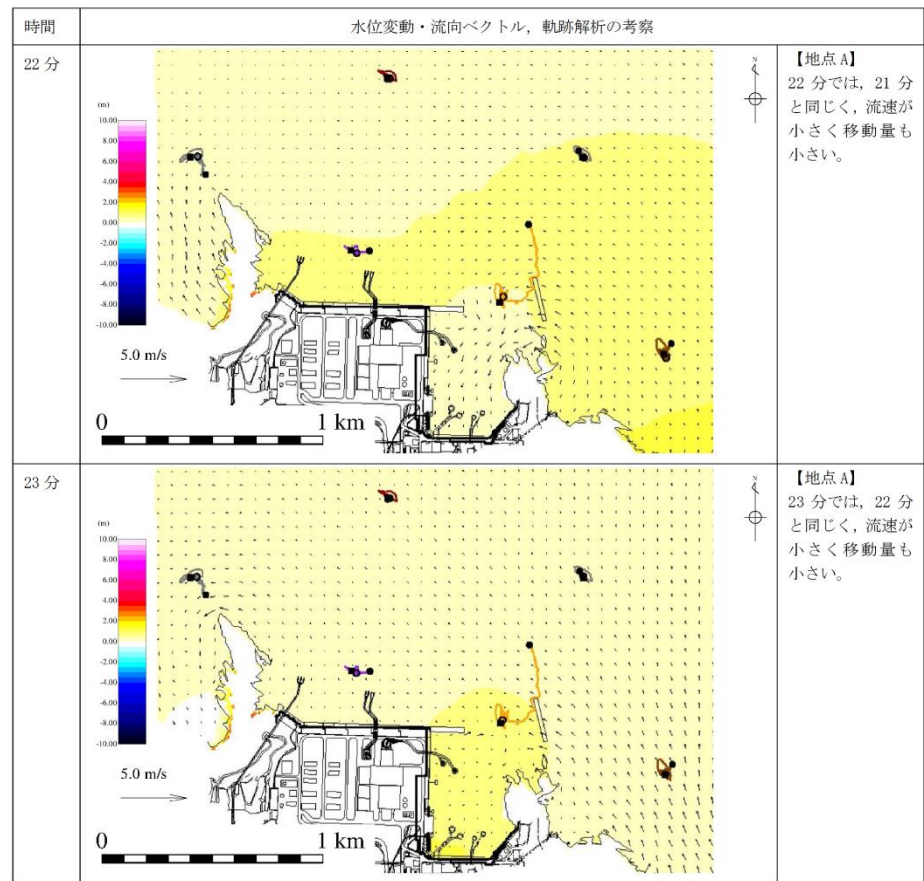 時間
水位変動・流向ベクトル，軌跡解析の考察
22 分
(m)
10.00
8.00
6.00
4.00
2.00
0.00
-2.00
-4.00
-6.00
-8.00
-10.00
5.0 m/s
0
1 km
N
【地点 A】
22 分では，21 分
と同じく，流速が
小さく移動量も
小さい。
23 分
(m)
10.00
8.00
6.00
4.00
2.00
0.00
-2.00
-4.00
-6.00
-8.00
-10.00
5.0 m/s
0
1 km
N
【地点 A】
23 分では，22 分
と同じく，流速が
小さく移動量も
小さい。